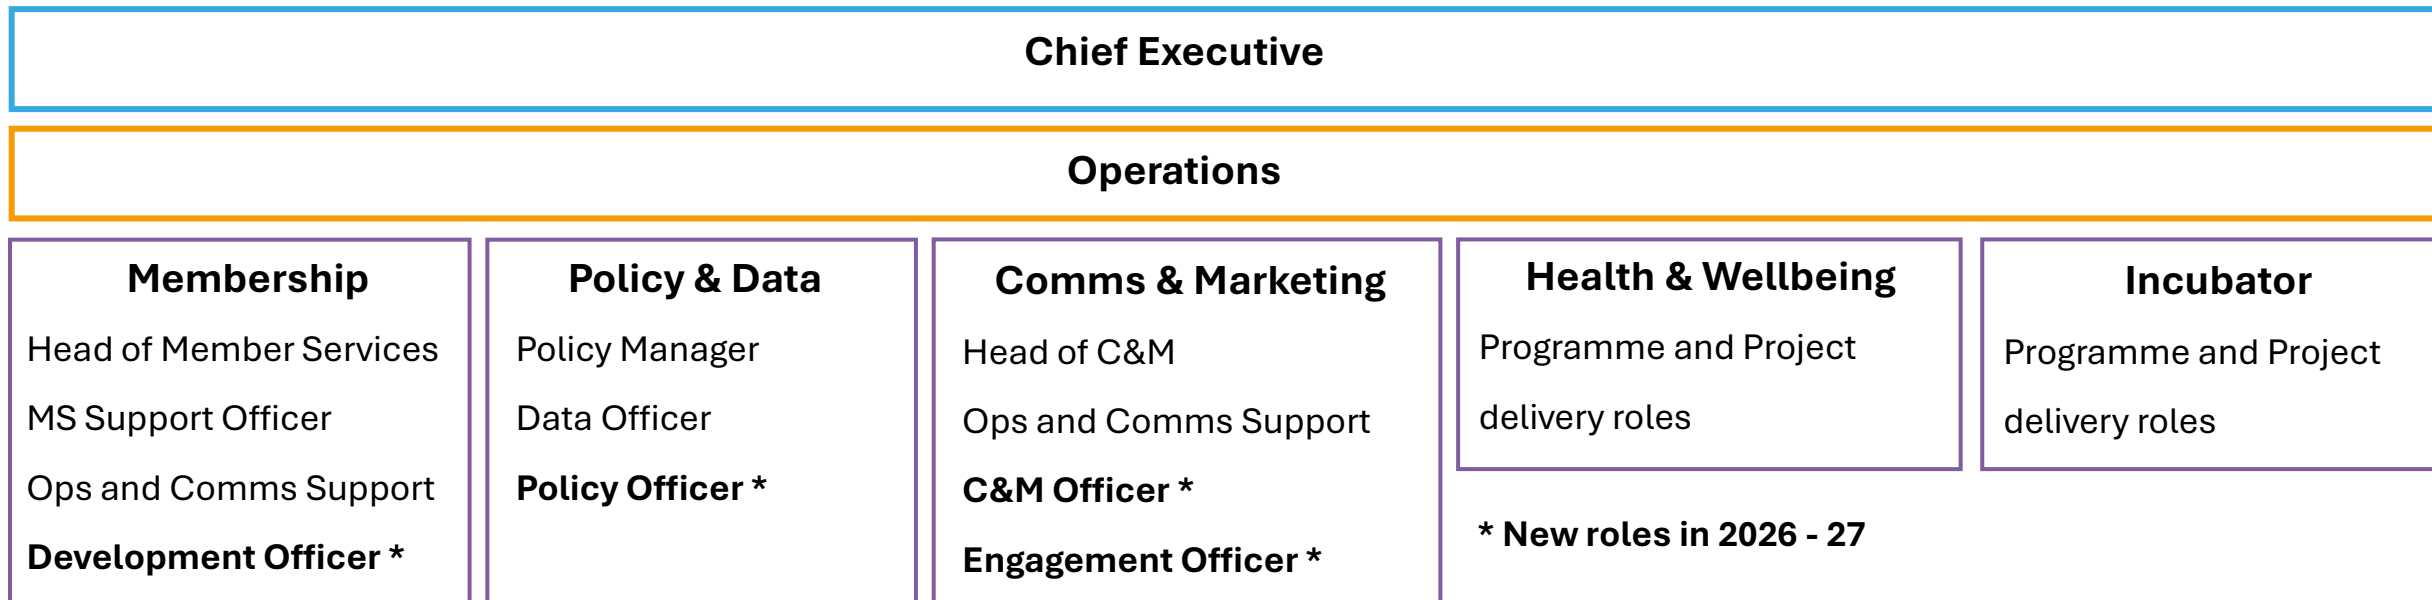 Chief Executive
Operations
Membership
Head of Member Services
MS Support Officer
Ops and Comms Support
Development Officer *
Policy & Data
Policy Manager
Data Officer
Policy Officer *
Comms & Marketing
Head of C&M
Ops and Comms Support
C&M Officer *
Engagement Officer *
Health & Wellbeing
Programme and Project
delivery roles
Incubator
Programme and Project
delivery roles
* New roles in 2026 - 27